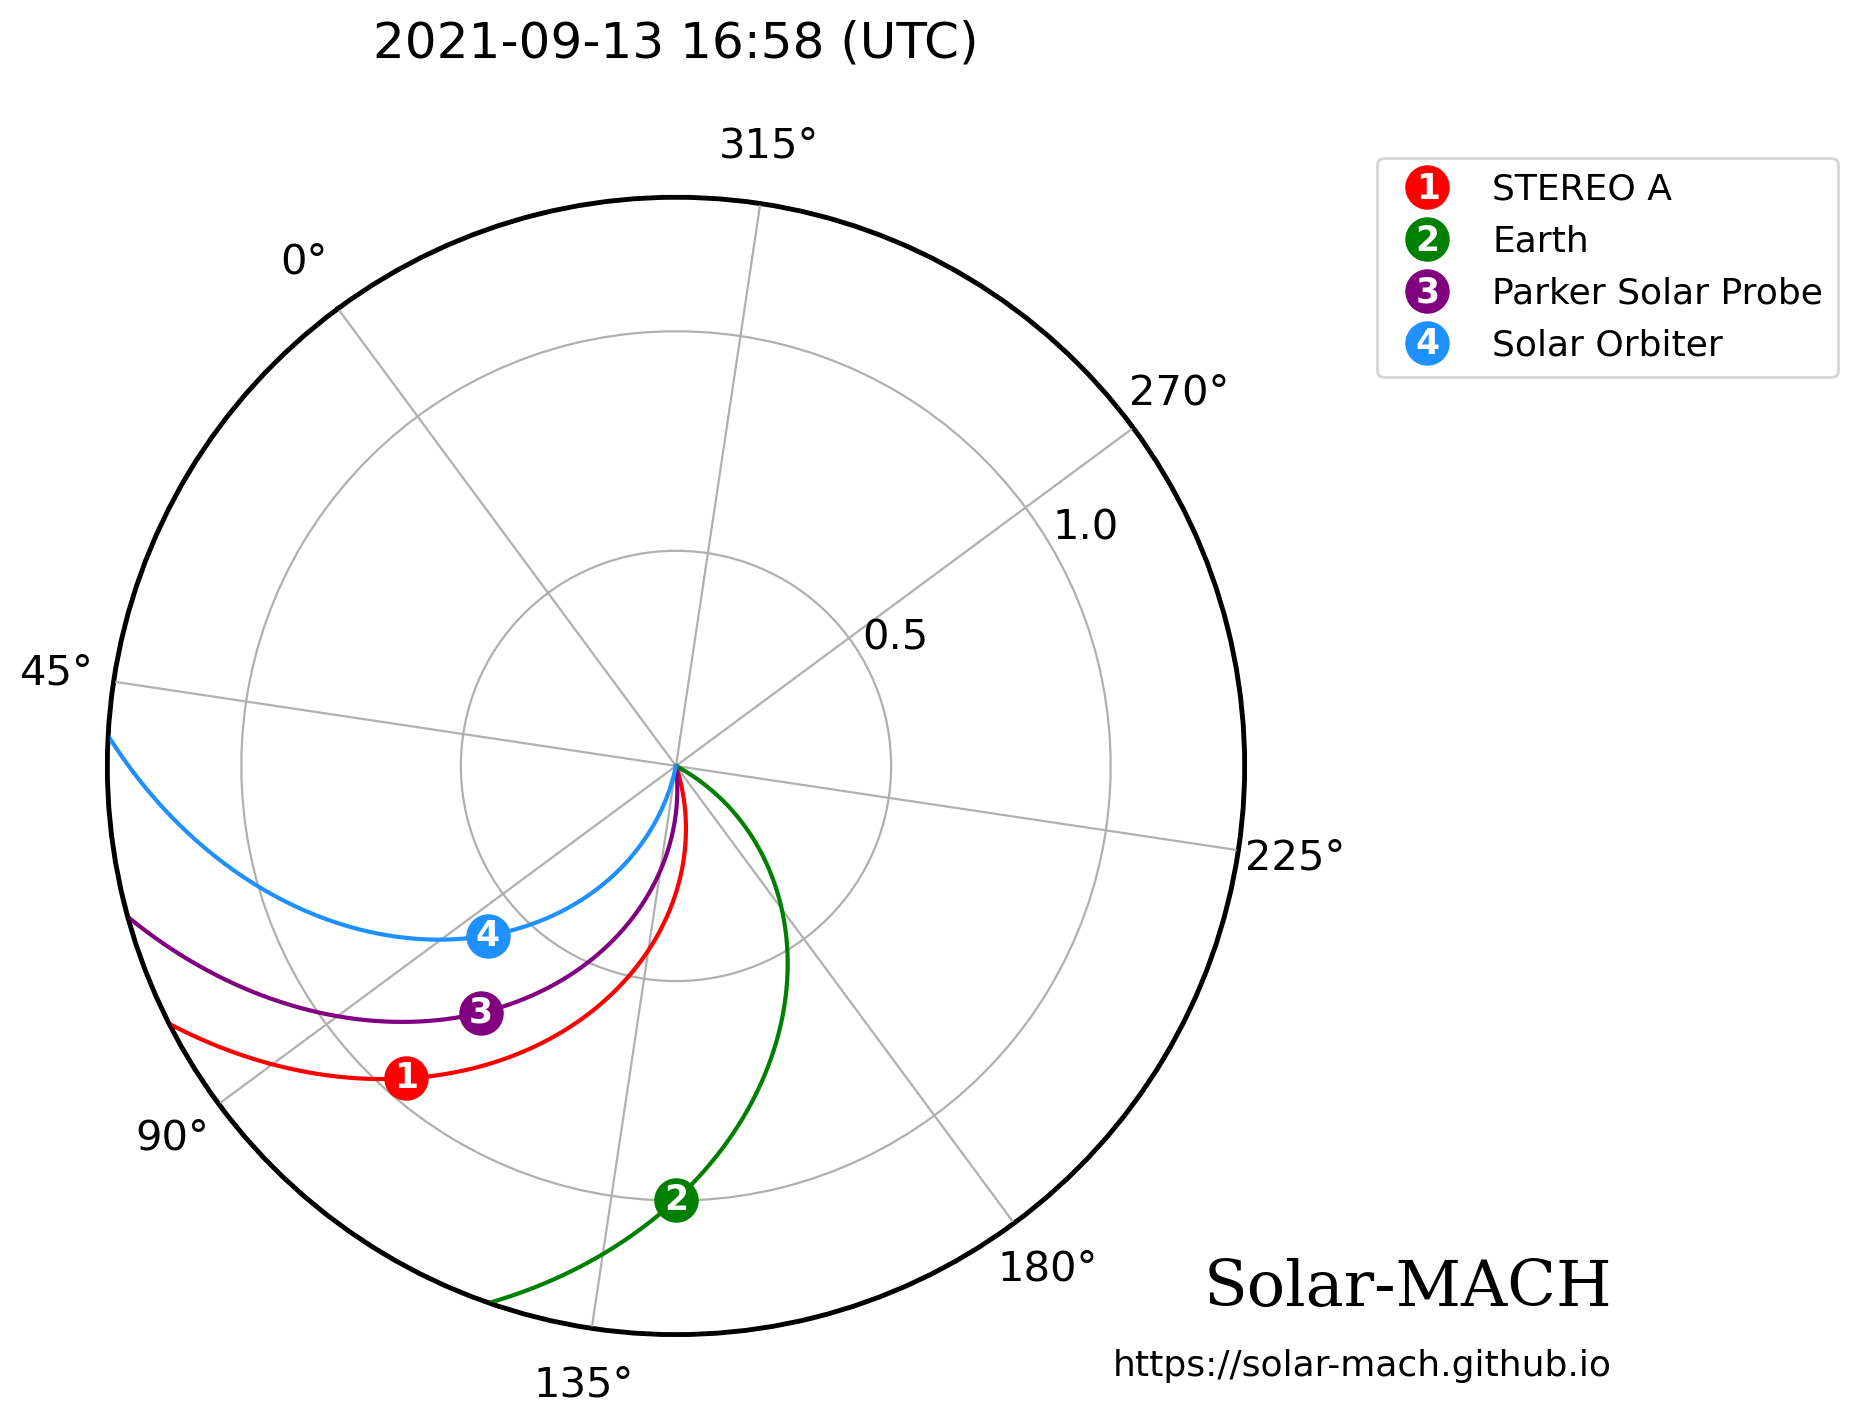 2021-09-13 16:58 (UTC)
315°
0°
1 STEREO A
2 Earth
3 Parker Solar Probe
4 Solar Orbiter
270°
1.0
0.5
45°
225°
4
3
1
90°
2
180°
Solar-MACH
135°
https://solar-mach.github.io